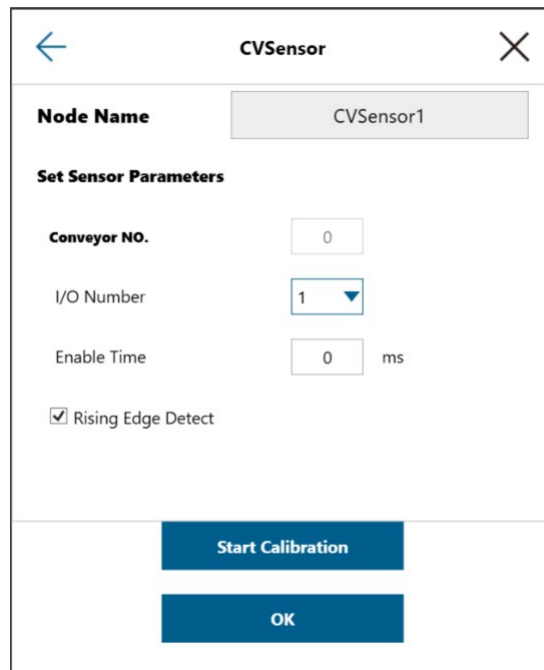 CVSensor
Node Name CVSensor1
Set Sensor Parameters
Conveyor NO. 0
I/O Number 1
Enable Time 0 ms
Rising Edge Detect
Start Calibration
OK